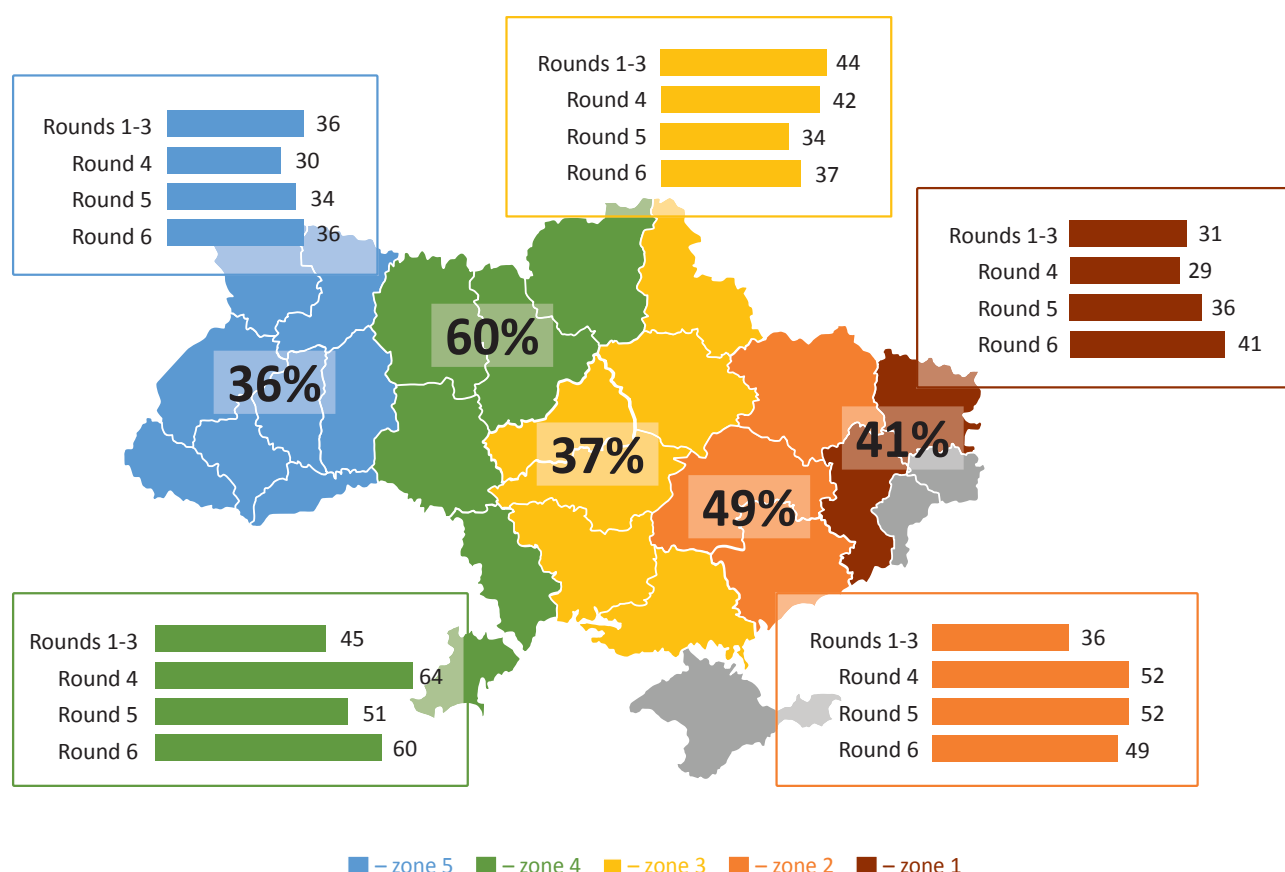 Rounds 1-3 44
Round 4 42
Round 5 34
Round 6 37
Rounds 1-3 36
Round 4 30
Round 5 34
Round 6 36
Rounds 1-3 31
Round 4 29
Round 5 36
Round 6 41
60%
36%
37%
41%
49%
Rounds 1-3 45
Round 4 64
Round 5 51
Round 6 60
Rounds 1-3 36
Round 4 52
Round 5 52
Round 6 49
– zone 5 – zone 4 – zone 3 – zone 2 – zone 1